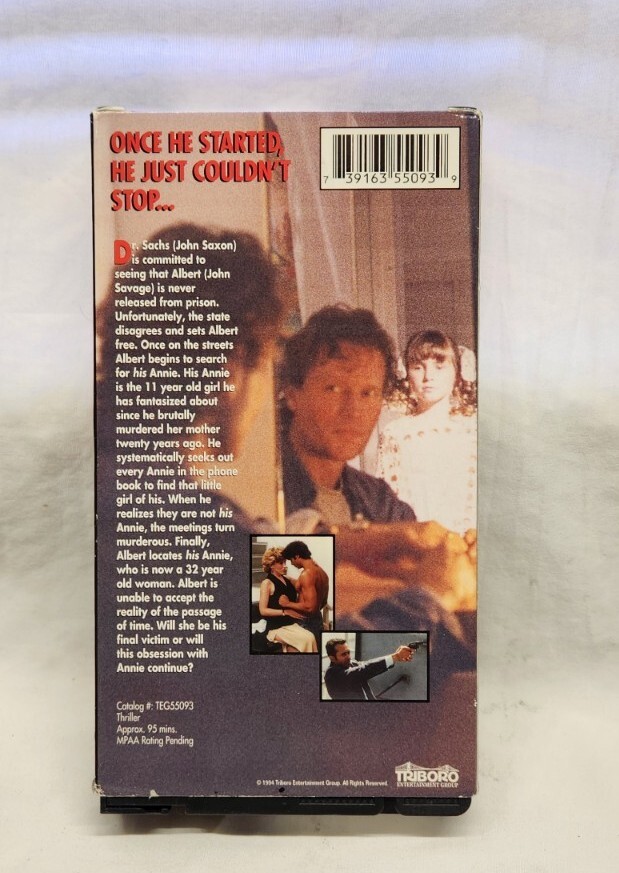 ONCE HE STARTED,
HE JUST COULDN'T
STOP...
7 39163 55093 9
Dr. Sachs (John Saxon)
is committed to
seeing that Albert (John
Savage) is never
released from prison.
Unfortunately, the state
disagrees and sets Albert
free. Once on the streets
Albert begins to search
for his Annie. His Annie
is the 11 year old girl he
has fantasized about
since he brutally
murdered her mother
twenty years ago. He
systematically seeks out
every Annie in the phone
book to find that little
girl of his. When he
realizes they are not his
Annie, the meetings turn
murderous. Finally,
Albert locates his Annie,
who is now a 32 year
old woman. Albert is
unable to accept the
reality of the passage
of time. Will she be his
final victim or will
this obsession with
Annie continue?
Catalog #: TEG55093
Thriller
Approx. 95 mins.
MPAA Rating Pending
© 1994 Triboro Entertainment Group. All Rights Reserved.
TRIBORO
ENTERTAINMENT GROUP